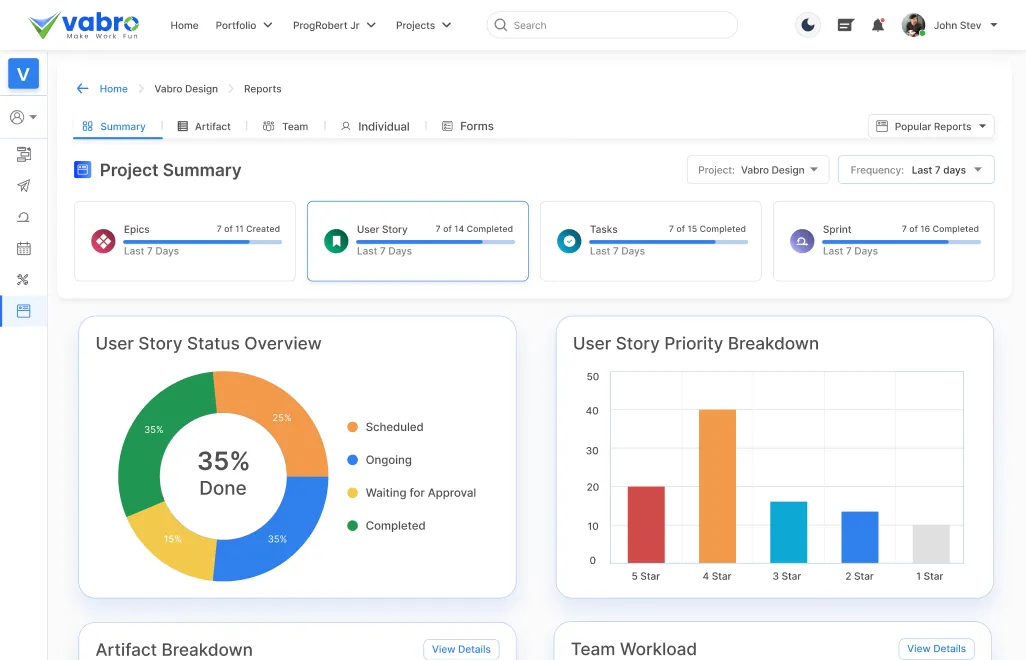 vabro
Make Work Fun
Home Portfolio ProgRobert Jr Projects Search John Stev
V
Home Vabro Design Reports
Summary Artifact Team Individual Forms Popular Reports
Project Summary Project: Vabro Design Frequency: Last 7 days
Epics 7 of 11 Created
Last 7 Days
User Story 7 of 14 Completed
Last 7 Days
Tasks 7 of 15 Completed
Last 7 Days
Sprint 7 of 16 Completed
Last 7 Days
User Story Status Overview
25%
35%
35%
Done
15%
35%
Scheduled
Ongoing
Waiting for Approval
Completed
User Story Priority Breakdown
50
40
30
20
10
0
5 Star 4 Star 3 Star 2 Star 1 Star
Artifact Breakdown View Details
Team Workload View Details